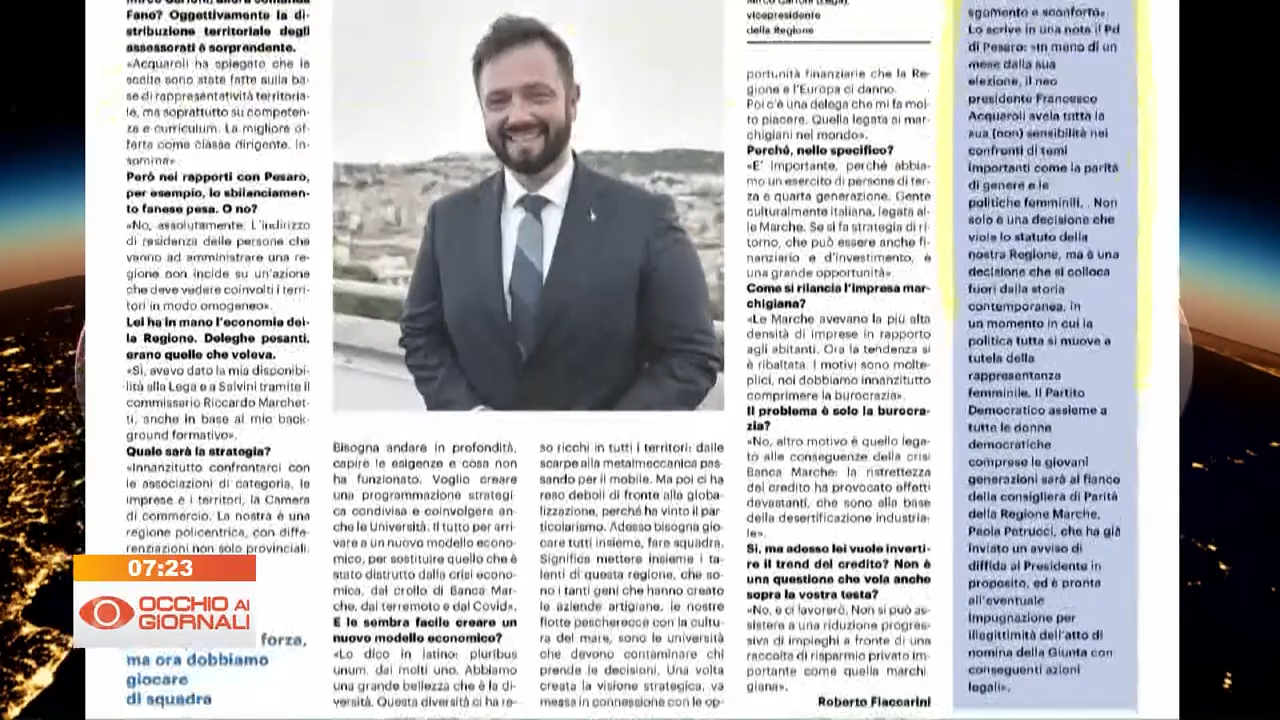 Fano? Oggettivamente la di-
stribuzione territoriale degli
assessorati è sorprendente.
«Acquaroli ha spiegato che le
scelte sono state fatte sulla ba-
se di rappresentatività territoria-
le, ma soprattutto su competen-
za e curriculum. La migliore of-
ferta come classe dirigente. In-
somma».
Però nei rapporti con Pesaro,
per esempio, lo sbilanciamen-
to fanese pesa. O no?
«No, assolutamente. L'indirizzo
di residenza delle persone che
vanno ad amministrare una re-
gione non incide su un'azione
che deve vedere coinvolti i terri-
tori in modo omogeneo».
Lei ha in mano l'economia del-
la Regione. Deleghe pesanti,
erano quelle che voleva.
«Sì, avevo dato la mia disponibi-
lità alla Lega e a Salvini tramite il
commissario Riccardo Marchet-
ti, anche in base al mio back-
ground formativo».
Quale sarà la strategia?
«Innanzitutto confrontarci con
le associazioni di categoria, le
imprese e i territori, la Camera
di commercio. La nostra è una
regione policentrica, con diffe-
renziazioni non solo provinciali.
07:23
OCCHIO AI
GIORNALI
forza,
ma ora dobbiamo
giocare
di squadra
Bisogna andare in profondità,
capire le esigenze e cosa non
ha funzionato. Voglio creare
una programmazione strategi-
ca condivisa e coinvolgere an-
che le Università. Il tutto per arri-
vare a un nuovo modello econo-
mico, per sostituire quello che è
stato distrutto dalla crisi econo-
mica, dal crollo di Banca Mar-
che, dal terremoto e dal Covid».
E le sembra facile creare un
nuovo modello economico?
«Lo dico in latino: pluribus
unum, dai molti uno. Abbiamo
una grande bellezza che è la di-
versità. Questa diversità ci ha re-
so ricchi in tutti i territori: dalle
scarpe alla metalmeccanica pas-
sando per il mobile. Ma poi ci ha
reso deboli di fronte alla globa-
lizzazione, perché ha vinto il par-
ticolarismo. Adesso bisogna gio-
care tutti insieme, fare squadra.
Significa mettere insieme i ta-
lenti di questa regione, che so-
no i tanti geni che hanno creato
le aziende artigiane, le nostre
flotte pescherecce con la cultu-
ra del mare, sono le università
che devono contaminare chi
prende le decisioni. Una volta
creata la visione strategica, va
messa in connessione con le op-
vicepresidente
della Regione
portunità finanziarie che la Re-
gione e l'Europa ci danno.
Poi c'è una delega che mi fa mol-
to piacere. Quella legata ai mar-
chigiani nel mondo».
Perché, nello specifico?
«E' importante, perché abbia-
mo un esercito di persone di ter-
za e quarta generazione. Gente
culturalmente italiana, legata al-
le Marche. Se si fa strategia di ri-
torno, che può essere anche fi-
nanziario e d'investimento, è
una grande opportunità».
Come si rilancia l'impresa mar-
chigiana?
«Le Marche avevano la più alta
densità di imprese in rapporto
agli abitanti. Ora la tendenza si
è ribaltata. I motivi sono molte-
plici, noi dobbiamo innanzitutto
comprimere la burocrazia».
Il problema è solo la burocra-
zia?
«No, altro motivo è quello lega-
to alle conseguenze della crisi
Banca Marche: la ristrettezza
del credito ha provocato effetti
devastanti, che sono alla base
della desertificazione industria-
le».
Sì, ma adesso lei vuole inverti-
re il trend del credito? Non è
una questione che vola anche
sopra la vostra testa?
«No, e ci lavorerò. Non si può as-
sistere a una riduzione progres-
siva di impieghi a fronte di una
raccolta di risparmio privato im-
portante come quella marchi-
giana».
Roberto Fiaccarini
sgomento e sconforto».
Lo scrive in una nota il Pd
di Pesaro: «In meno di un
mese dalla sua
elezione, il neo
presidente Francesco
Acquaroli svela tutta la
sua (non) sensibilità nei
confronti di temi
importanti come la parità
di genere e le
politiche femminili. . Non
solo è una decisione che
viola lo statuto della
nostra Regione, ma è una
decisione che si colloca
fuori dalla storia
contemporanea, in
un momento in cui la
politica tutta si muove a
tutela della
rappresentanza
femminile. Il Partito
Democratico assieme a
tutte le donne
democratiche
comprese le giovani
generazioni sarà al fianco
della consigliera di Parità
della Regione Marche,
Paola Petrucci, che ha già
inviato un avviso di
diffida al Presidente in
proposito, ed è pronta
all'eventuale
impugnazione per
illegittimità dell'atto di
nomina della Giunta con
conseguenti azioni
legali».